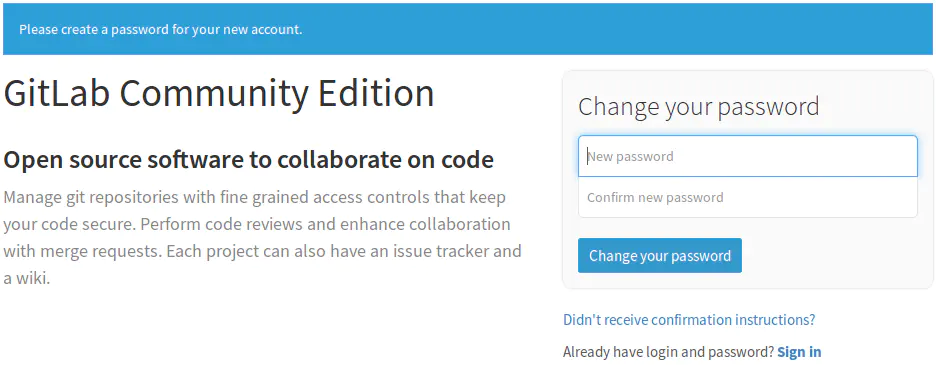 Please create a password for your new account.
GitLab Community Edition
Open source software to collaborate on code
Manage git repositories with fine grained access controls that keep
your code secure. Perform code reviews and enhance collaboration
with merge requests. Each project can also have an issue tracker and
a wiki.
Change your password
New password
Confirm new password
Change your password
Didn't receive confirmation instructions?
Already have login and password? Sign in